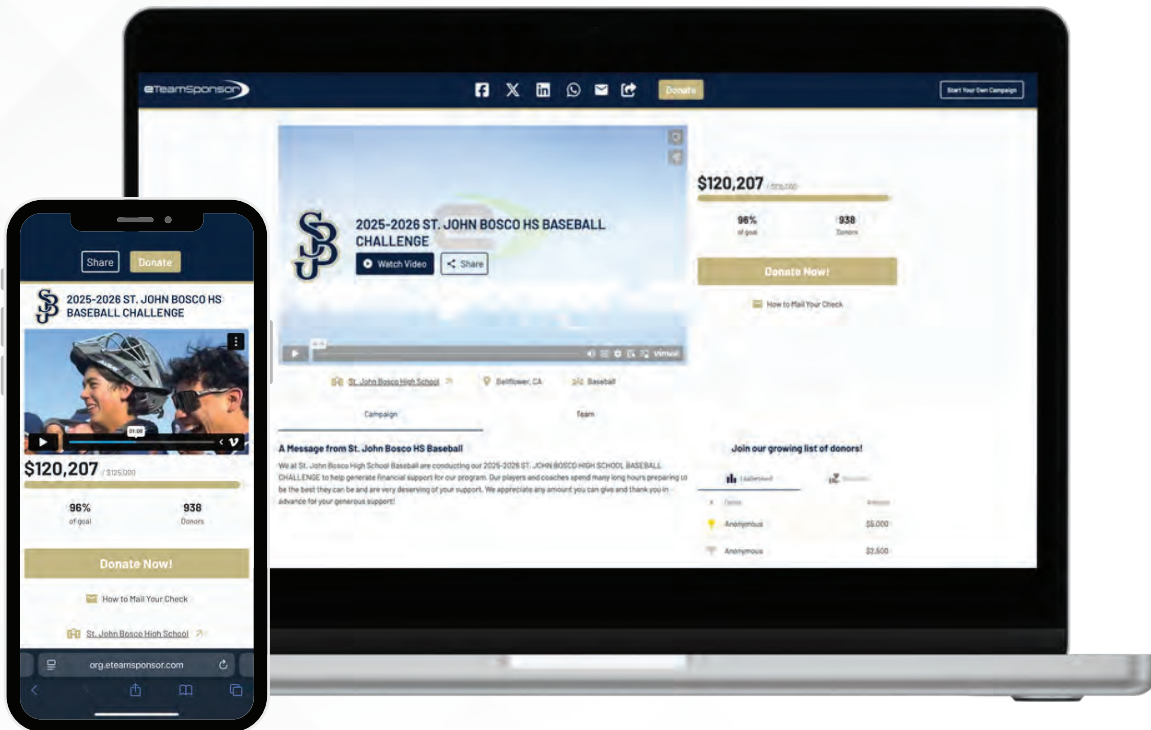 eTeamSponsor
Donate
Start Your Own Campaign
2025-2026 ST. JOHN BOSCO HS BASEBALL
CHALLENGE
Watch Video
Share
vimeo
$120,207
96%
938
of goal
Donors
Donate Now!
How to Mail Your Check
St. John Bosco High School
Bellflower, CA
Baseball
Campaign
Team
A Message from St. John Bosco HS Baseball
We at St. John Bosco High School Baseball are conducting our 2025-2026 ST. JOHN BOSCO HIGH SCHOOL BASEBALL
CHALLENGE to help generate financial support for our program. Our players and coaches spend many long hours preparing to
be the best they can be and are very deserving of your support. We appreciate any amount you can give and thank you in
advance for your generous support!
Join our growing list of donors!
Leaderboard
Amount
Anonymous
$5,000
Anonymous
$2,500
Share
Donate
SJB
2025-2026 ST. JOHN BOSCO HS
BASEBALL CHALLENGE
01:08
$120,207 / $125,000
96%
938
of goal
Donors
Donate Now!
How to Mail Your Check
St. John Bosco High School
org.eteamsponsor.com